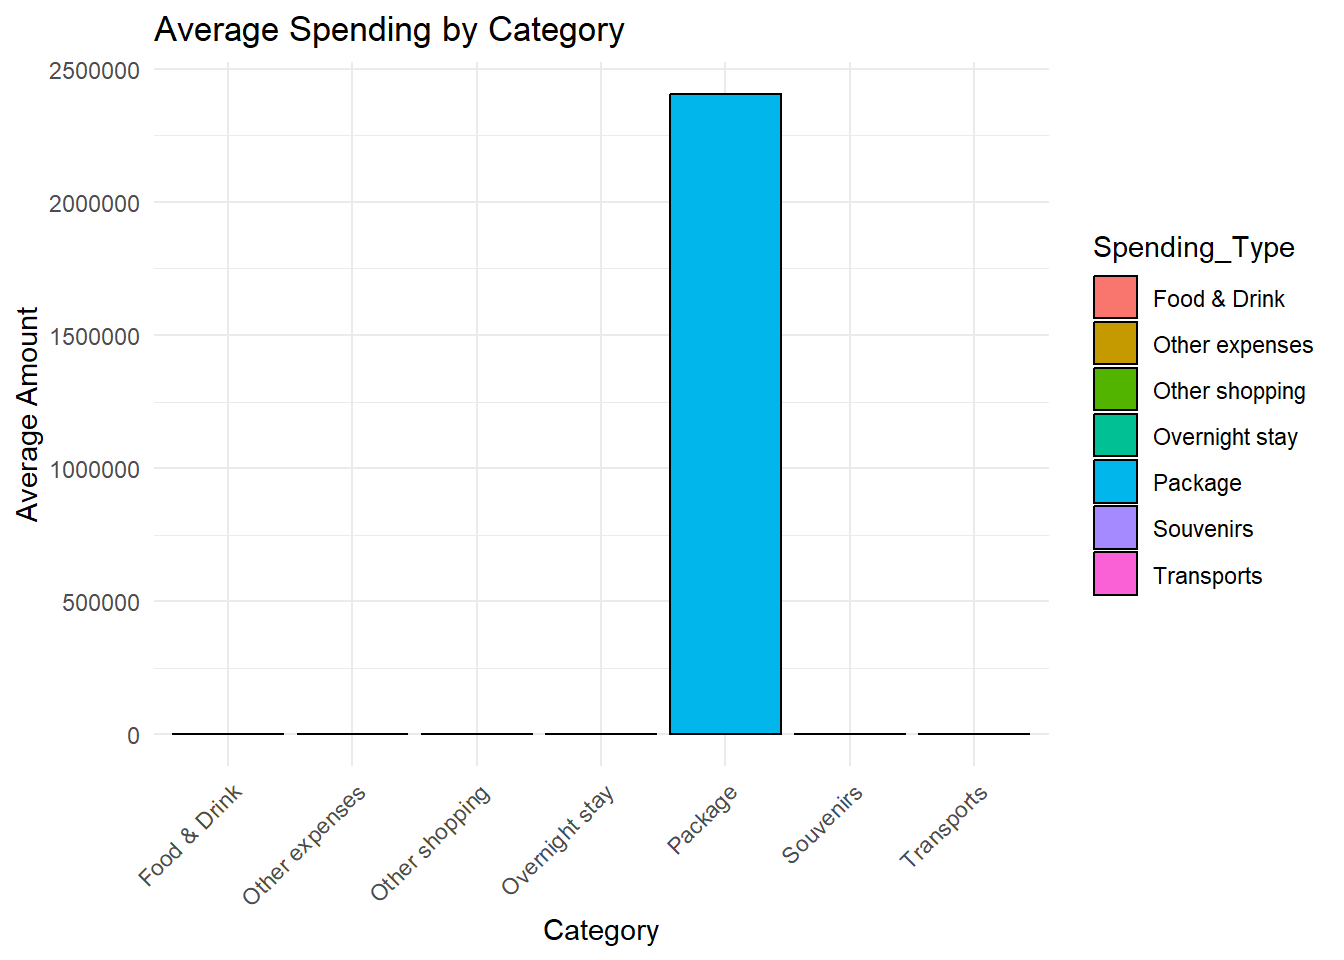 Average Spending by Category
2500000
2000000
1500000
1000000
500000
0
Average Amount
Food & Drink
Other expenses
Other shopping
Overnight stay
Package
Souvenirs
Transports
Category
Spending_Type
Food & Drink
Other expenses
Other shopping
Overnight stay
Package
Souvenirs
Transports